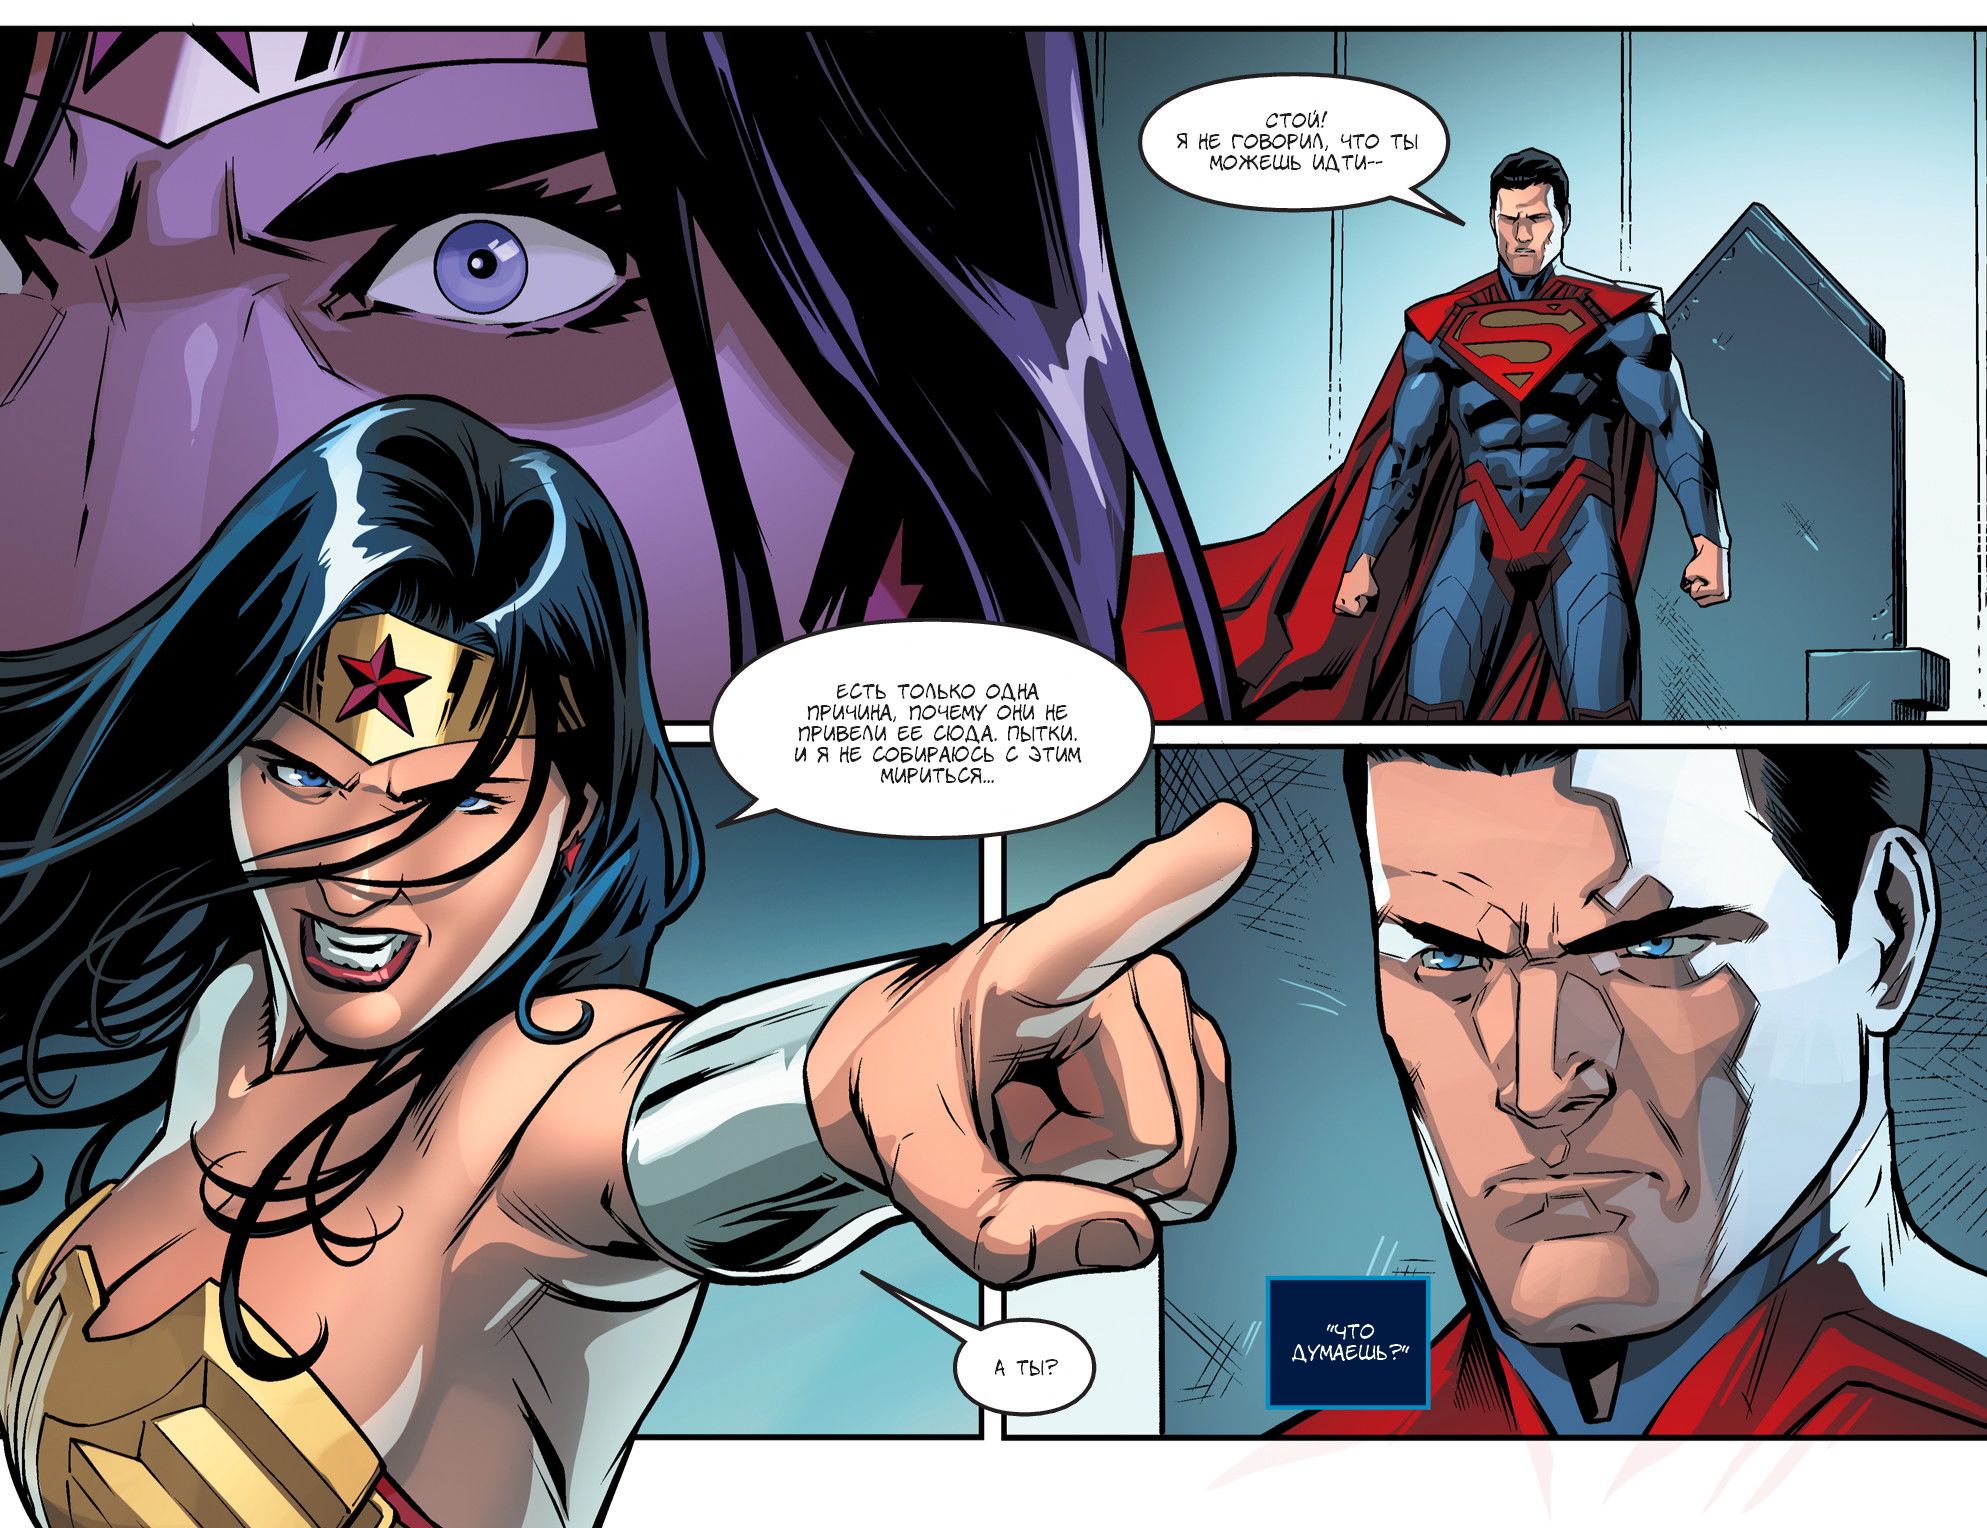 СТОЙ!
Я НЕ ГОВОРИЛ, ЧТО ТЫ
МОЖЕШЬ ИДТИ--
ЕСТЬ ТОЛЬКО ОДНА
ПРИЧИНА, ПОЧЕМУ ОНИ НЕ
ПРИВЕЛИ ЕЕ СЮДА. ПЫТКИ.
И Я НЕ СОБИРАЮСЬ С ЭТИМ
МИРИТЬСЯ...
А ТЫ?
"ЧТО
ДУМАЕШЬ?"